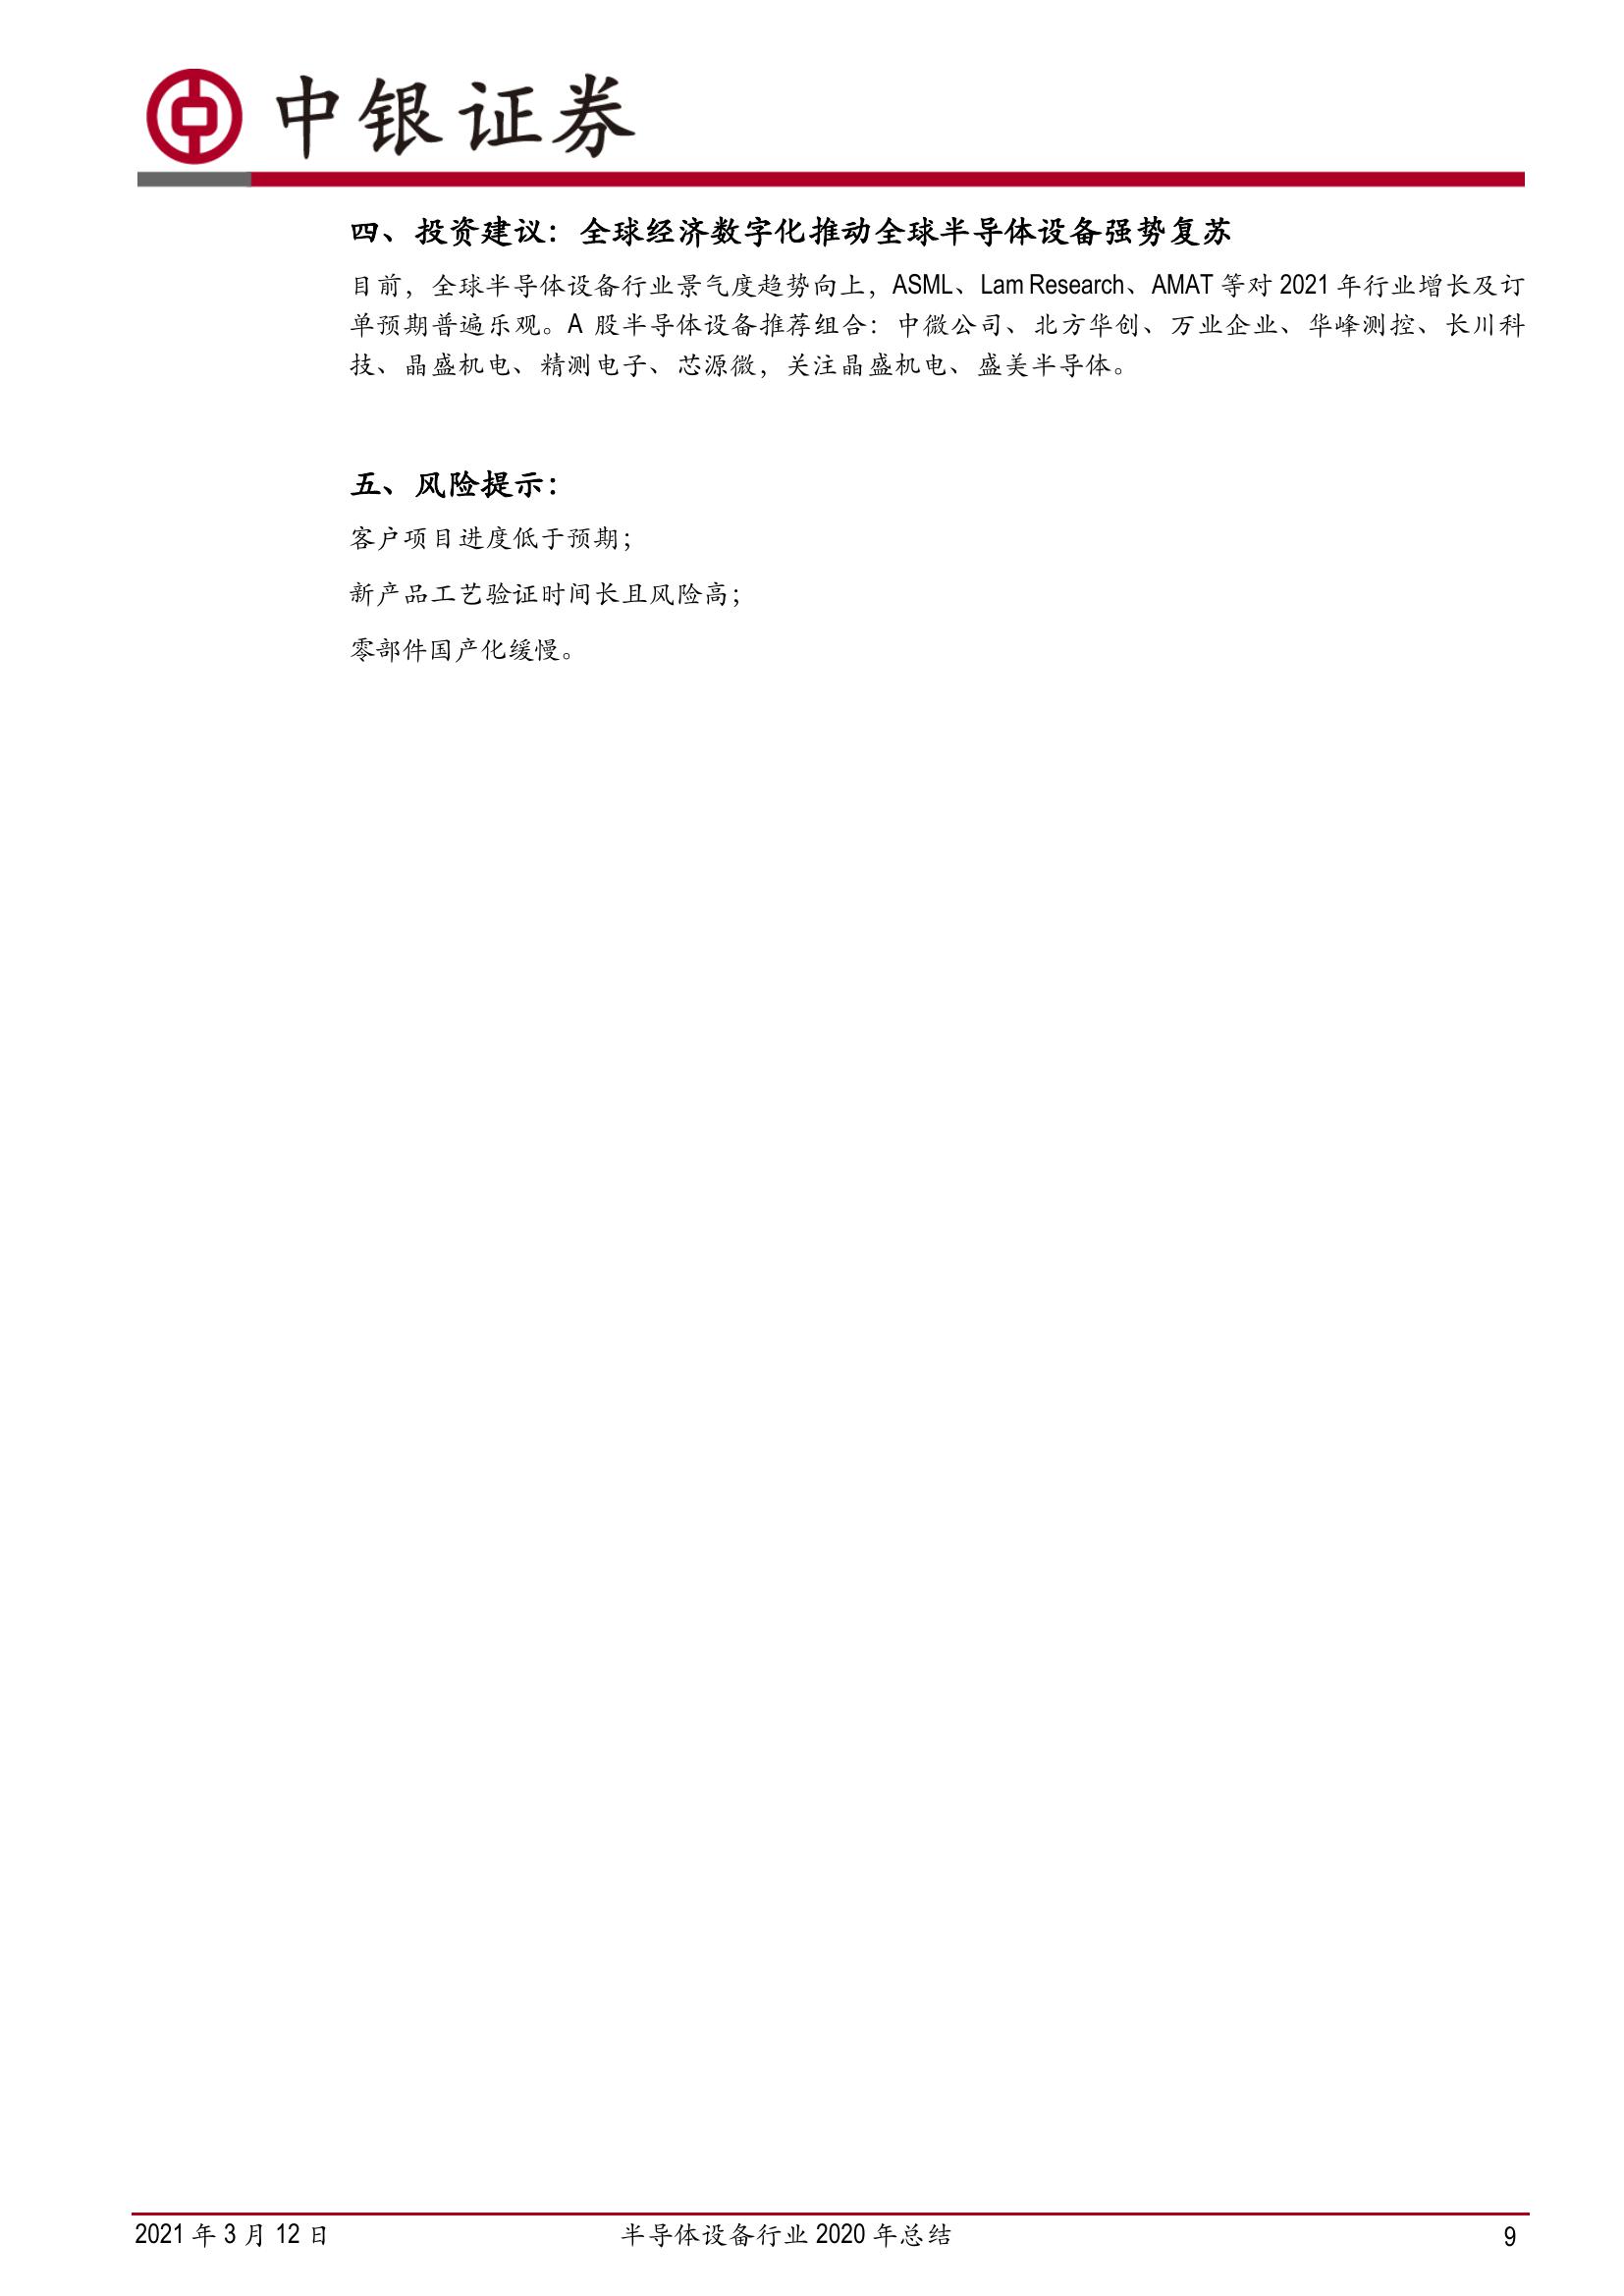 中银证券
四、投资建议：全球经济数字化推动全球半导体设备强势复苏
目前，全球半导体设备行业景气度趋势向上，ASML、Lam Research、AMAT 等对 2021 年行业增长及订
单预期普遍乐观。A 股半导体设备推荐组合：中微公司、北方华创、万业企业、华峰测控、长川科
技、晶盛机电、精测电子、芯源微，关注晶盛机电、盛美半导体。
五、风险提示：
客户项目进度低于预期；
新产品工艺验证时间长且风险高；
零部件国产化缓慢。
2021 年 3 月 12 日 半导体设备行业 2020 年总结 9